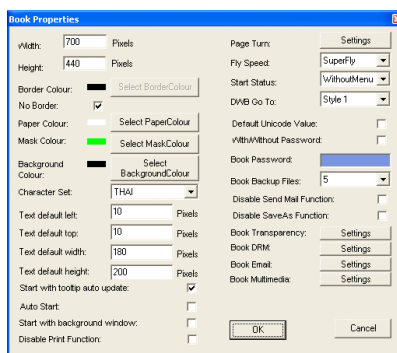 Book Properties
Width: 700 Pixels
Height: 440 Pixels
Border Colour: Select BorderColour
No Border:
Paper Colour: Select PaperColour
Mask Colour: Select MaskColour
Background Colour: Select BackgroundColour
Character Set: THAI
Text default left: 10 Pixels
Text default top: 10 Pixels
Text default width: 180 Pixels
Text default height: 200 Pixels
Start with tooltip auto update:
Auto Start:
Start with background window:
Disable Print Function:
Page Turn: Settings
Fly Speed: SuperFly
Start Status: WithoutMenu
DWB Go To: Style 1
Default Unicode Value:
With/Without Password:
Book Password:
Book Backup Files: 5
Disable Send Mail Function:
Disable SaveAs Function:
Book Transparency: Settings
Book DRM: Settings
Book Email: Settings
Book Multimedia: Settings
OK Cancel